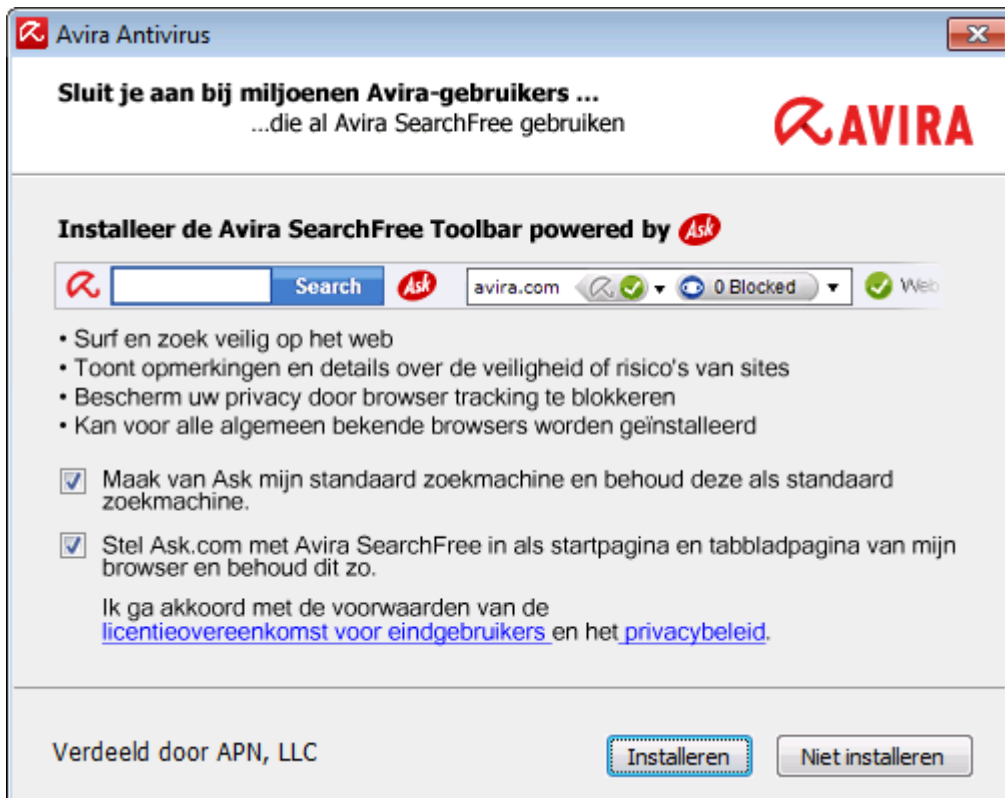 Avira Antivirus
Sluit je aan bij miljoenen Avira-gebruikers ...
...die al Avira SearchFree gebruiken
AVIRA
Installeer de Avira SearchFree Toolbar powered by Ask
Search Ask avira.com 0 Blocked Web
• Surf en zoek veilig op het web
• Toont opmerkingen en details over de veiligheid of risico's van sites
• Bescherm uw privacy door browser tracking te blokkeren
• Kan voor alle algemeen bekende browsers worden geïnstalleerd
Maak van Ask mijn standaard zoekmachine en behoud deze als standaard
zoekmachine.
Stel Ask.com met Avira SearchFree in als startpagina en tabbladpagina van mijn
browser en behoud dit zo.
Ik ga akkoord met de voorwaarden van de
licentieovereenkomst voor eindgebruikers en het privacybeleid.
Verdeeld door APN, LLC
Installeren
Niet installeren